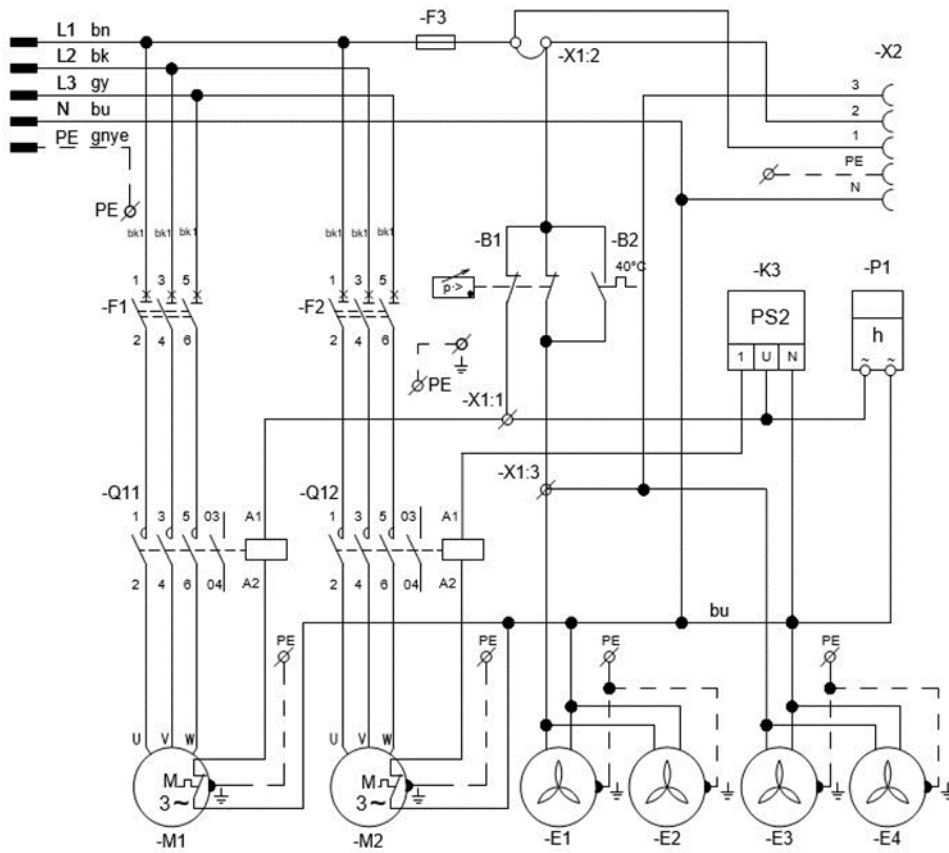 L1 bn
-F3
L2 bk
-X1:2
-X2
L3 gy
3
N bu
2
PE gnye
1
PE
N
PE
bk1 bk1 bk1
bk1 bk1 bk1
-B1
-B2
40°C
-K3
-P1
p->
1 3 5
1 3 5
-F1
-F2
PS2
h
2 4 6
2 4 6
1 U N
~ ~
PE
-X1:1
-X1:3
-Q11
-Q12
1 3 5 03 A1
1 3 5 03 A1
2 4 6 04 A2
2 4 6 04 A2
bu
PE
PE
PE
PE
U V W
U V W
M
3~
M
3~
-M1
-M2
-E1
-E2
-E3
-E4